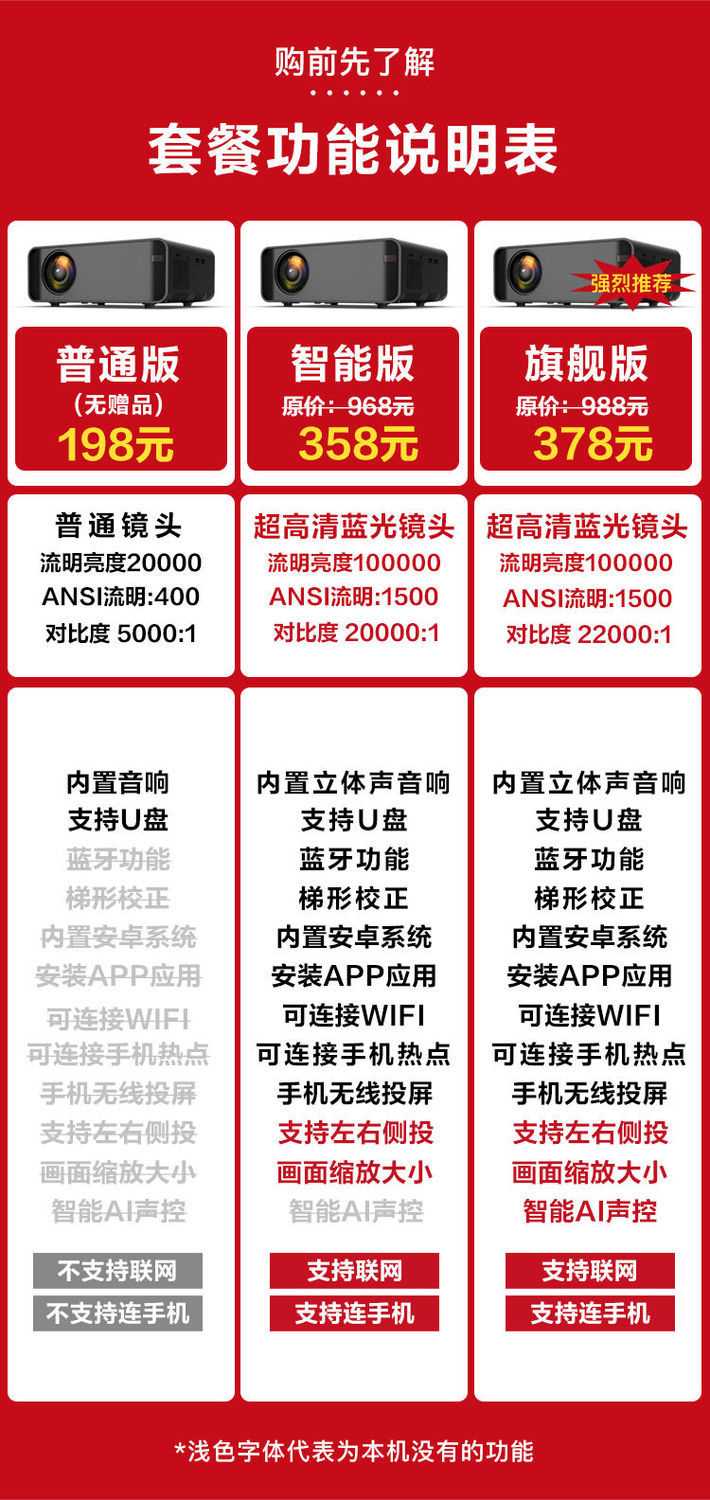 购前先了解
套餐功能说明表
普通版
(无赠品)
198元
智能版
原价：968元
358元
强烈推荐
旗舰版
原价：988元
378元
普通镜头
流明亮度20000
ANSI流明:400
对比度 5000:1
超高清蓝光镜头
流明亮度100000
ANSI流明:1500
对比度 20000:1
超高清蓝光镜头
流明亮度100000
ANSI流明:1500
对比度 22000:1
内置音响
支持U盘
蓝牙功能
梯形校正
内置安卓系统
安装APP应用
可连接WIFI
可连接手机热点
手机无线投屏
支持左右侧投
画面缩放大小
智能AI声控
不支持联网
不支持连手机
内置立体声音响
支持U盘
蓝牙功能
梯形校正
内置安卓系统
安装APP应用
可连接WIFI
可连接手机热点
手机无线投屏
支持左右侧投
画面缩放大小
智能AI声控
支持联网
支持连手机
内置立体声音响
支持U盘
蓝牙功能
梯形校正
内置安卓系统
安装APP应用
可连接WIFI
可连接手机热点
手机无线投屏
支持左右侧投
画面缩放大小
智能AI声控
支持联网
支持连手机
*浅色字体代表为本机没有的功能